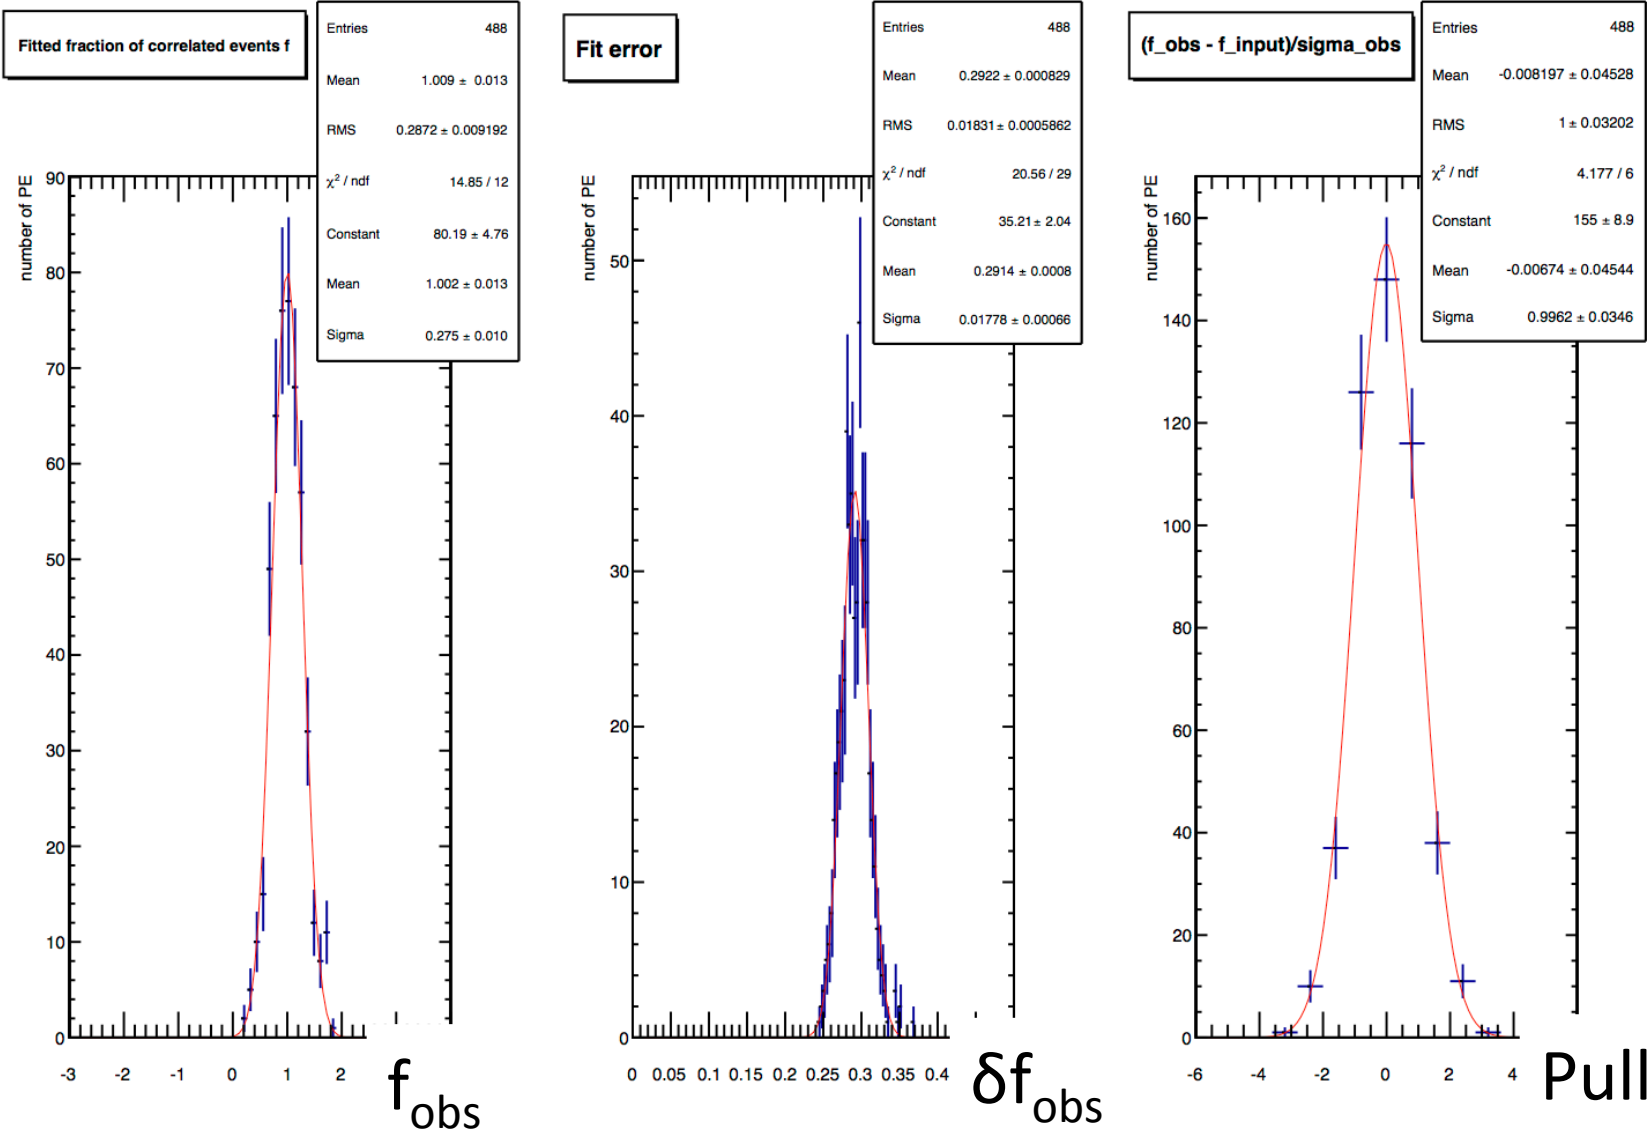 Fitted fraction of correlated events f
Entries 488
Mean 1.009 ± 0.013
RMS 0.2872 ± 0.009192
χ² / ndf 14.85 / 12
Constant 80.19 ± 4.76
Mean 1.002 ± 0.013
Sigma 0.275 ± 0.010
number of PE
90
80
70
60
50
40
30
20
10
0
-3 -2 -1 0 1 2
f obs
Fit error
Entries 488
Mean 0.2922 ± 0.000829
RMS 0.01831 ± 0.0005862
χ² / ndf 20.56 / 29
Constant 35.21 ± 2.04
Mean 0.2914 ± 0.0008
Sigma 0.01778 ± 0.00066
number of PE
50
40
30
20
10
0
0 0.05 0.1 0.15 0.2 0.25 0.3 0.35 0.4
δf obs
(f_obs - f_input)/sigma_obs
Entries 488
Mean -0.008197 ± 0.04528
RMS 1 ± 0.03202
χ² / ndf 4.177 / 6
Constant 155 ± 8.9
Mean -0.00674 ± 0.04544
Sigma 0.9962 ± 0.0346
number of PE
160
140
120
100
80
60
40
20
0
-6 -4 -2 0 2 4
Pull